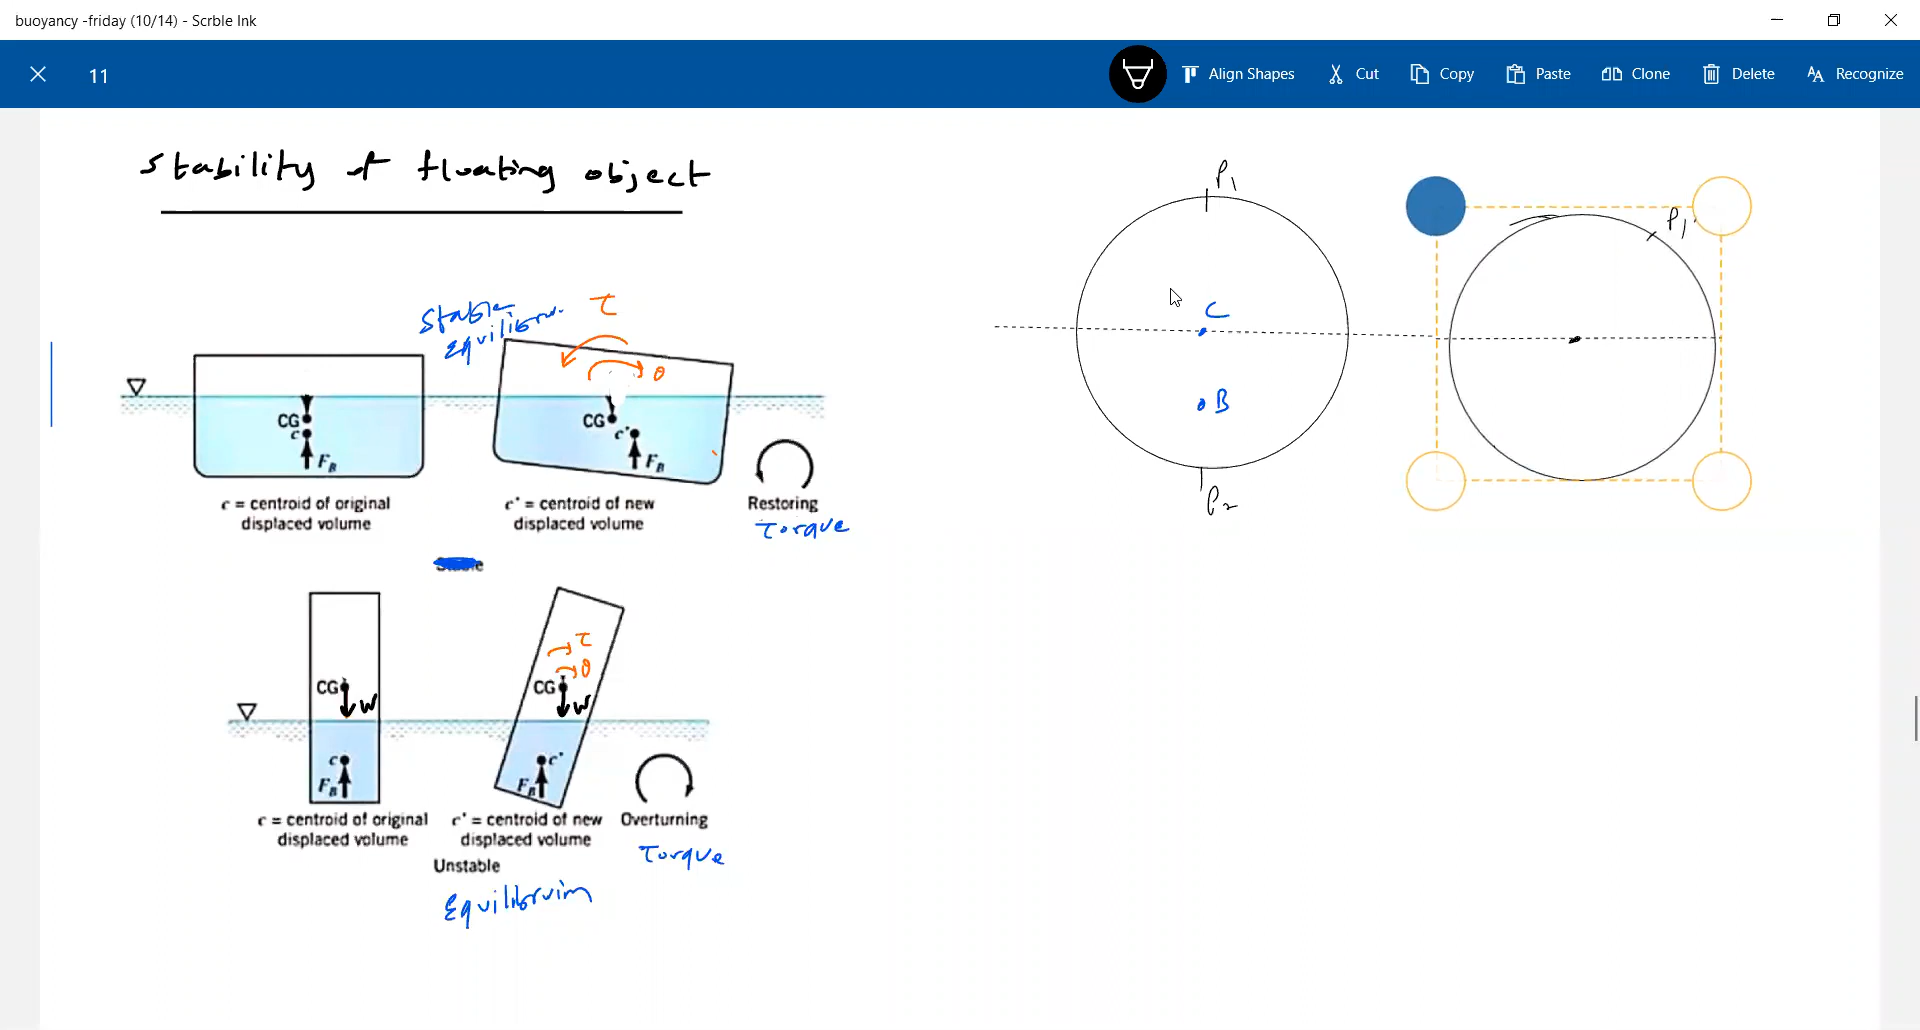 buoyancy -friday (10/14) - Scrble Ink
11
Align Shapes
Cut
Copy
Paste
Clone
Delete
Recognize
Stability of floating object
Stable
Equilibriu.
τ
θ
CG
c
F_B
CG
c'
F_B
c = centroid of original
displaced volume
c' = centroid of new
displaced volume
Restoring
Torque
τ
θ
CG
W
c
F_B
CG
W
c'
F_B
c = centroid of original
displaced volume
c' = centroid of new
displaced volume
Overturning
Torque
Unstable
Equilibruim
P1
C
B
P2
P1'